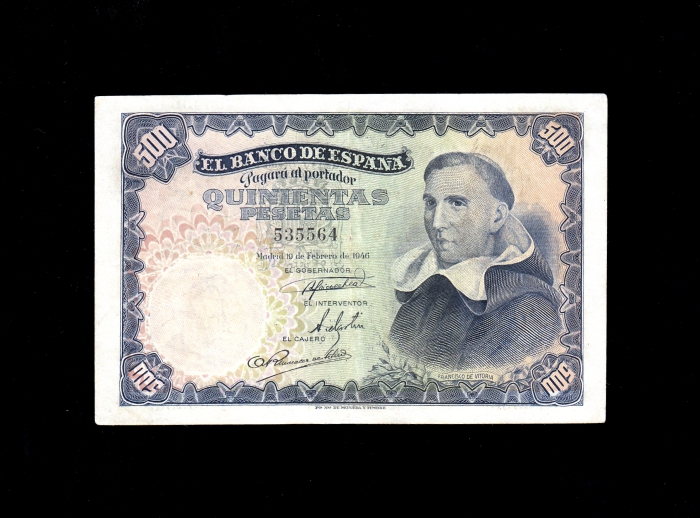 500
500
EL BANCO DE ESPAÑA
Pagará al portador
QUINIENTAS
PESETAS
535564
Madrid 19 de Febrero de 1946
EL GOBERNADOR
EL INTERVENTOR
EL CAJERO
FRANCISCO DE VITORIA
500
500